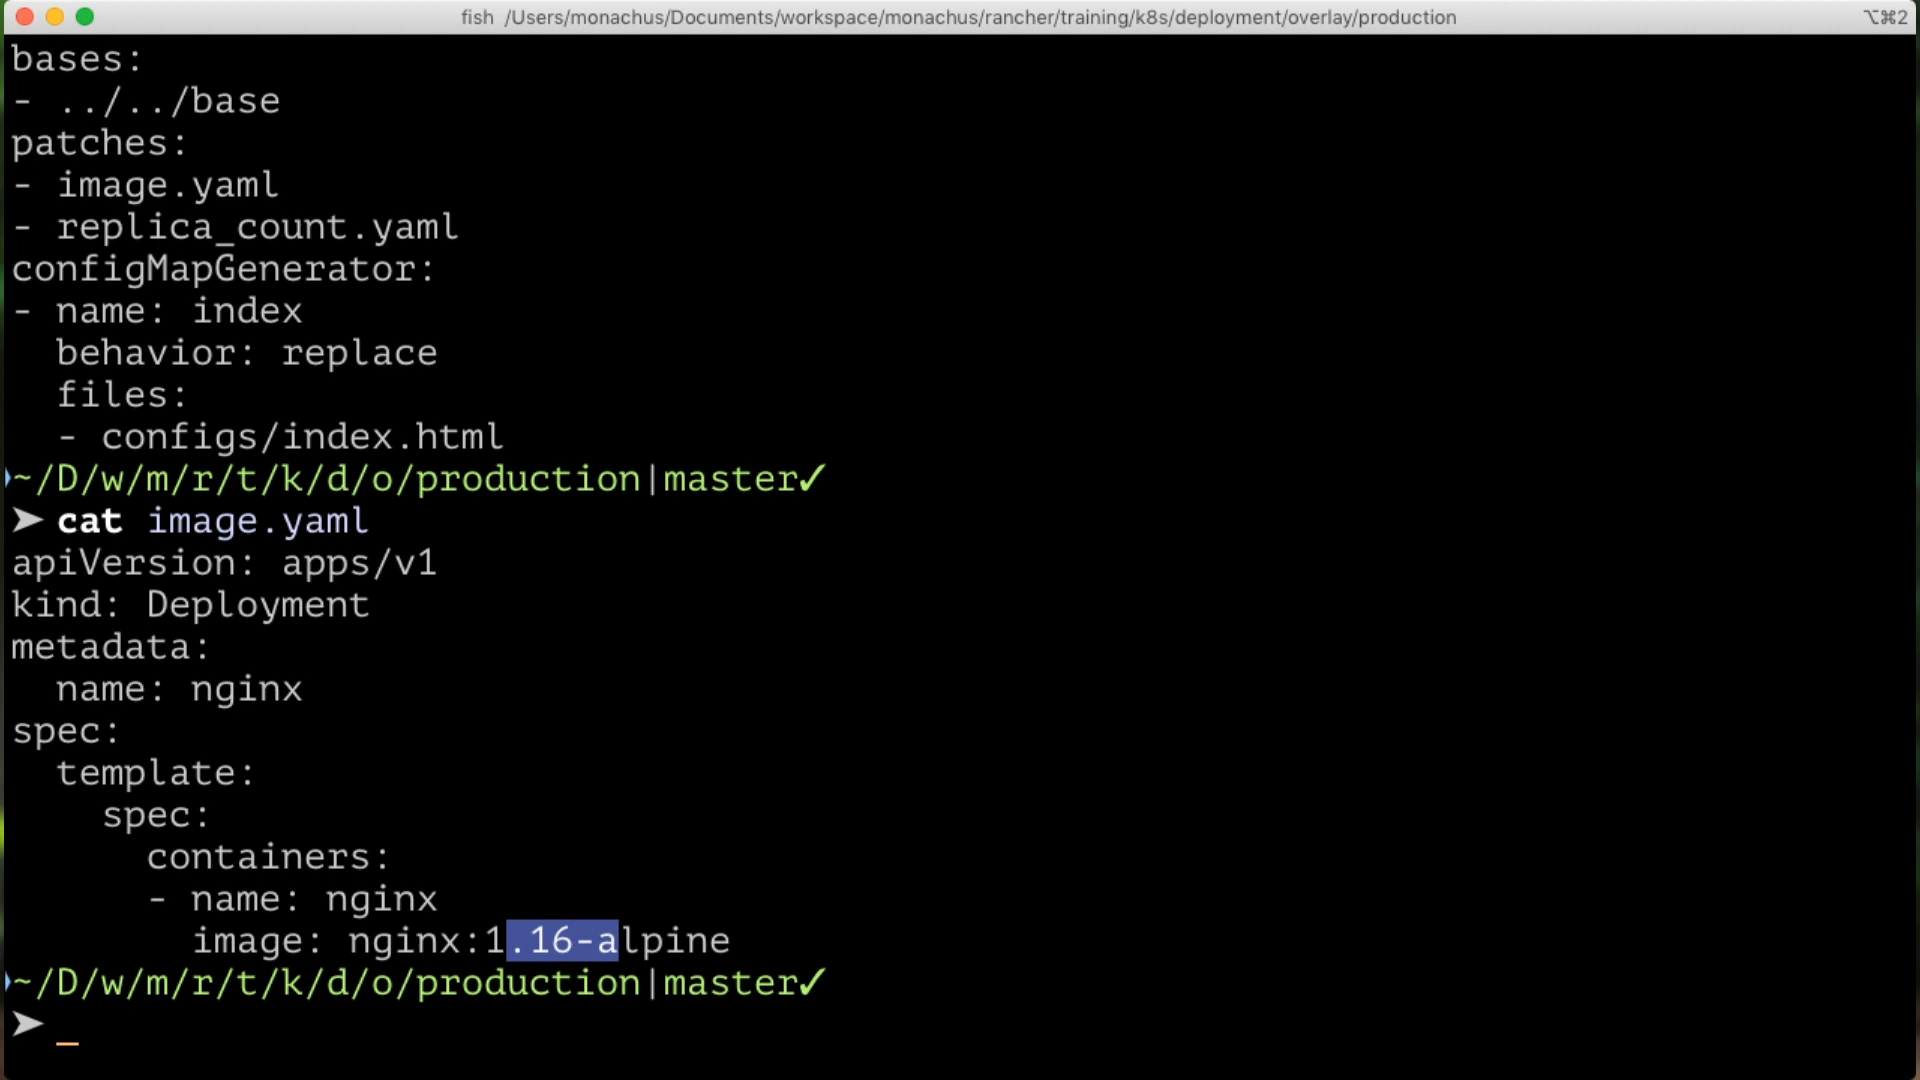 fish /Users/monachus/Documents/workspace/monachus/rancher/training/k8s/deployment/overlay/production ⌥⌘2
bases:
- ../../base
patches:
- image.yaml
- replica_count.yaml
configMapGenerator:
- name: index
  behavior: replace
  files:
  - configs/index.html
~/D/w/m/r/t/k/d/o/production|master✓
➤ cat image.yaml
apiVersion: apps/v1
kind: Deployment
metadata:
  name: nginx
spec:
  template:
    spec:
      containers:
      - name: nginx
        image: nginx:1.16-alpine
~/D/w/m/r/t/k/d/o/production|master✓
➤ _